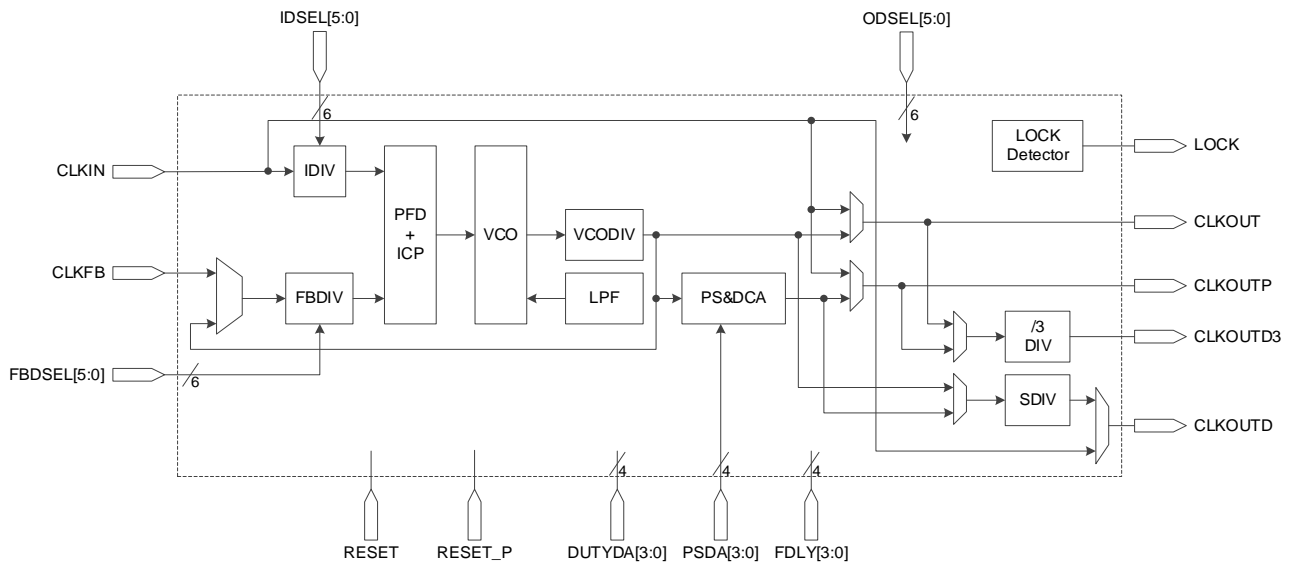 IDSEL[5:0]
ODSEL[5:0]
6
6
CLKIN
IDIV
PFD
+
ICP
VCO
VCODIV
LOCK
Detector
LOCK
CLKOUT
CLKFB
FBDIV
LPF
PS&DCA
CLKOUTP
/3
DIV
CLKOUTD3
FBDSEL[5:0]
6
SDIV
CLKOUTD
4
4
4
RESET
RESET_P
DUTYDA[3:0]
PSDA[3:0]
FDLY[3:0]